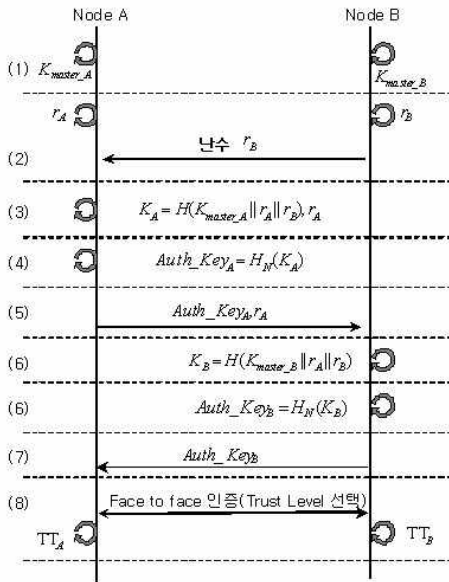 Node A Node B
(1) K_master_A K_master_B
r_A r_B
(2) 난수 r_B
(3) K_A = H(K_master_A || r_A || r_B), r_A
(4) Auth_Key_A = H_N(K_A)
(5) Auth_Key_A, r_A
(6) K_B = H(K_master_B || r_A || r_B)
(6) Auth_Key_B = H_N(K_B)
(7) Auth_Key_B
(8) Face to face 인증(Trust Level 선택)
TT_A TT_B